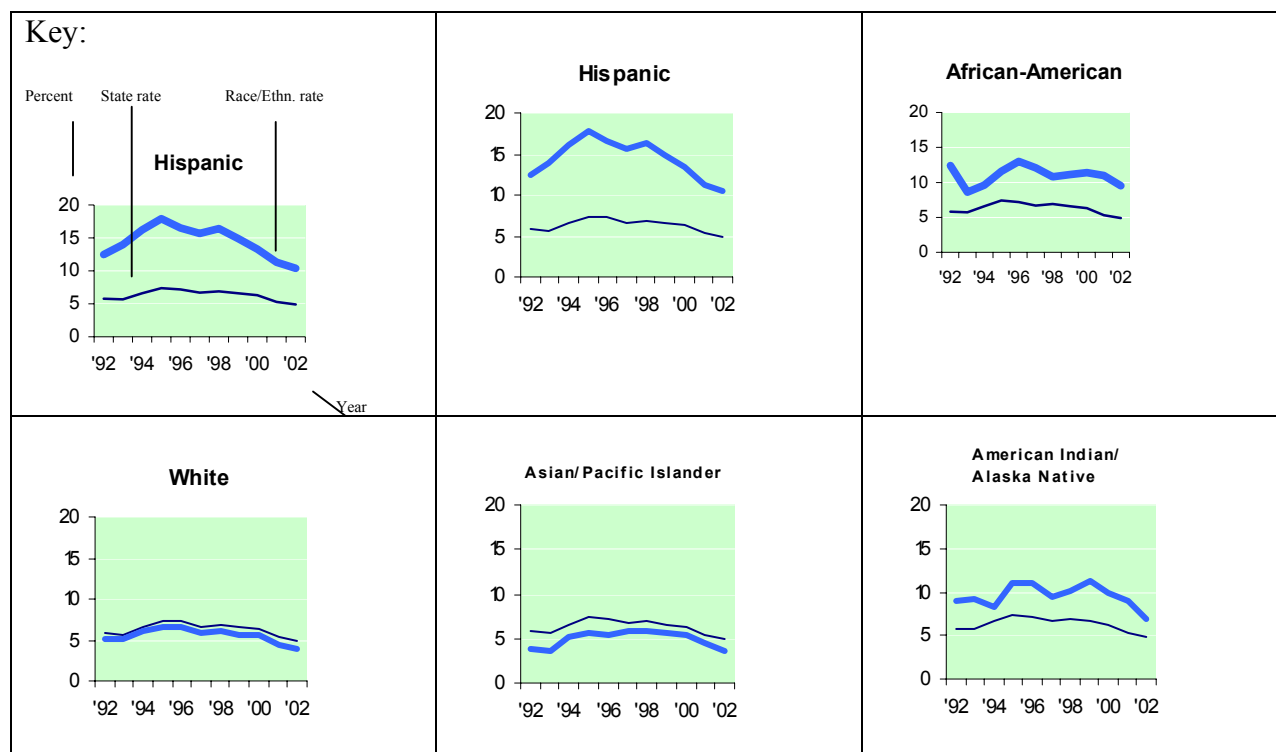 Key:
Percent State rate Race/Ethn. rate
Hispanic
20
15
10
5
0
'92 '94 '96 '98 '00 '02
Year
Hispanic
20
15
10
5
0
'92 '94 '96 '98 '00 '02
African-American
20
15
10
5
0
'92 '94 '96 '98 '00 '02
White
20
15
10
5
0
'92 '94 '96 '98 '00 '02
Asian/Pacific Islander
20
15
10
5
0
'92 '94 '96 '98 '00 '02
American Indian/
Alaska Native
20
15
10
5
0
'92 '94 '96 '98 '00 '02